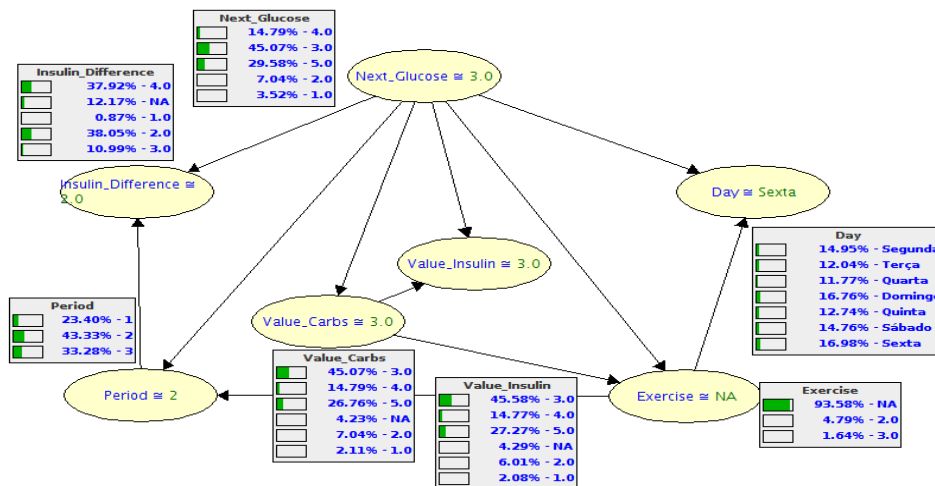 Next_Glucose
14.79% - 4.0
45.07% - 3.0
29.58% - 5.0
7.04% - 2.0
3.52% - 1.0
Next_Glucose ≅ 3.0
Insulin_Difference
37.92% - 4.0
12.17% - NA
0.87% - 1.0
38.05% - 2.0
10.99% - 3.0
Insulin_Difference ≅
2.0
Day ≅ Sexta
Value_Insulin ≅ 3.0
Day
14.95% - Segunda
12.04% - Terça
11.77% - Quarta
16.76% - Domingo
12.74% - Quinta
14.76% - Sábado
16.98% - Sexta
Period
23.40% - 1
43.33% - 2
33.28% - 3
Value_Carbs ≅ 3.0
Value_Carbs
45.07% - 3.0
14.79% - 4.0
26.76% - 5.0
4.23% - NA
7.04% - 2.0
2.11% - 1.0
Period ≅ 2
Value_Insulin
45.58% - 3.0
14.77% - 4.0
27.27% - 5.0
4.29% - NA
6.01% - 2.0
2.08% - 1.0
Exercise ≅ NA
Exercise
93.58% - NA
4.79% - 2.0
1.64% - 3.0